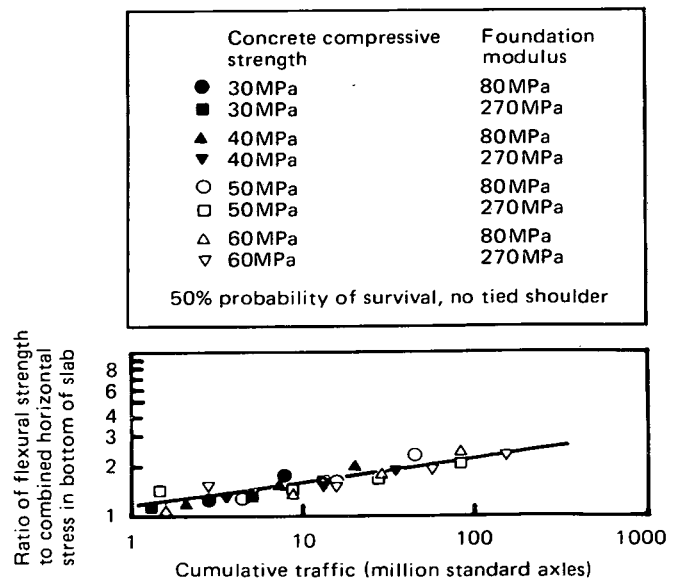 Concrete compressive strength Foundation modulus
30MPa 80MPa
30MPa 270MPa
40MPa 80MPa
40MPa 270MPa
50MPa 80MPa
50MPa 270MPa
60MPa 80MPa
60MPa 270MPa
50% probability of survival, no tied shoulder
Ratio of flexural strength
to combined horizontal
stress in bottom of slab
8
6
4
3
2
1
1 10 100 1000
Cumulative traffic (million standard axles)